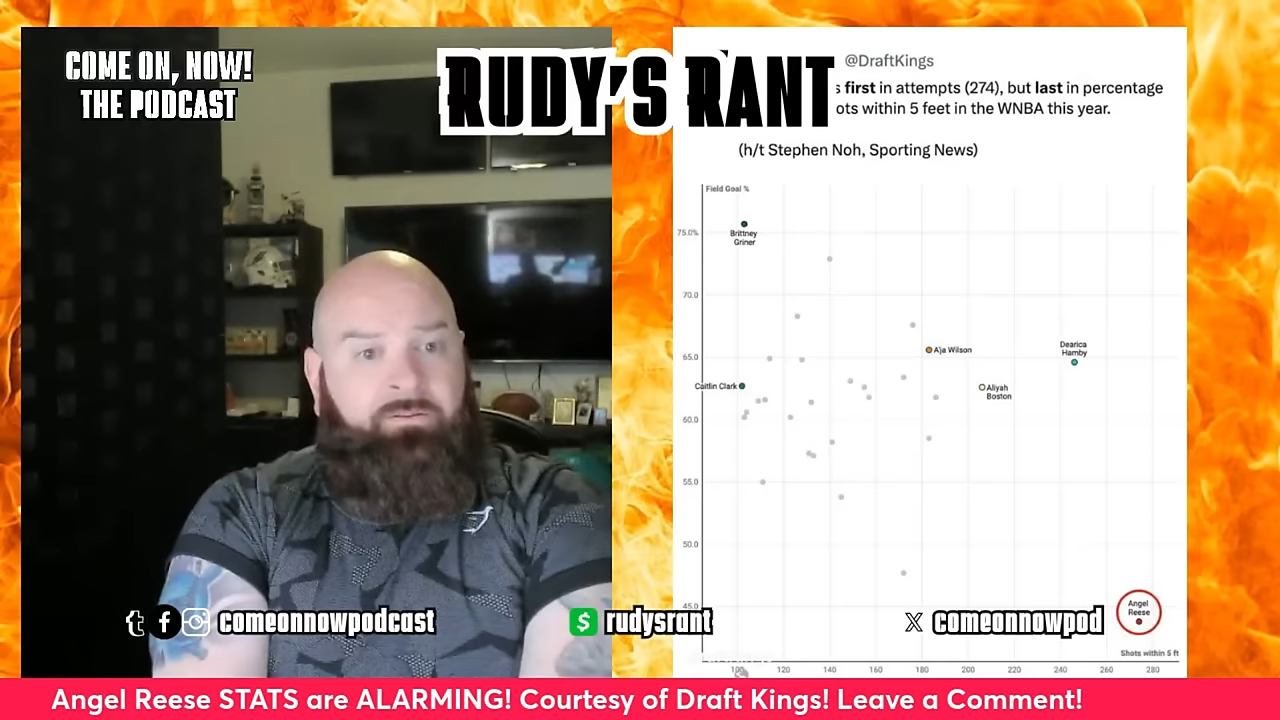 COME ON, NOW!
THE PODCAST
RUDY'S RANT
@DraftKings
first in attempts (274), but last in percentage
ots within 5 feet in the WNBA this year.
(h/t Stephen Noh, Sporting News)
Field Goal %
75.0%
70.0
65.0
60.0
55.0
50.0
45.0
Brittney
Griner
A'ja Wilson
Dearica
Hamby
Caitlin Clark
Aliyah
Boston
Angel
Reese
Shots within 5 ft
100 120 140 160 180 200 220 240 260 280
comeonnowpodcast
rudysrant
comeonnowpod
Angel Reese STATS are ALARMING! Courtesy of Draft Kings! Leave a Comment!